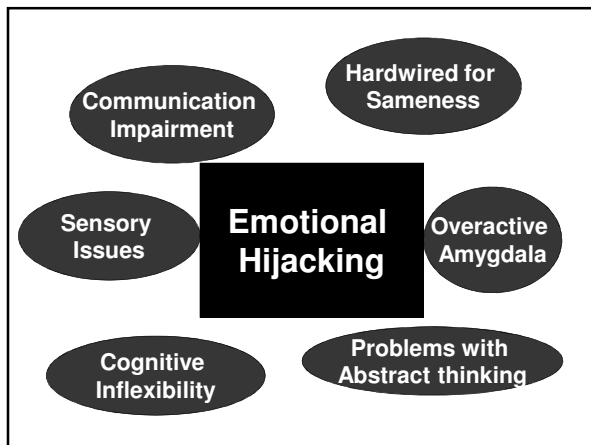 Communication
Impairment
Hardwired for
Sameness
Sensory
Issues
Emotional
Hijacking
Overactive
Amygdala
Cognitive
Inflexibility
Problems with
Abstract thinking